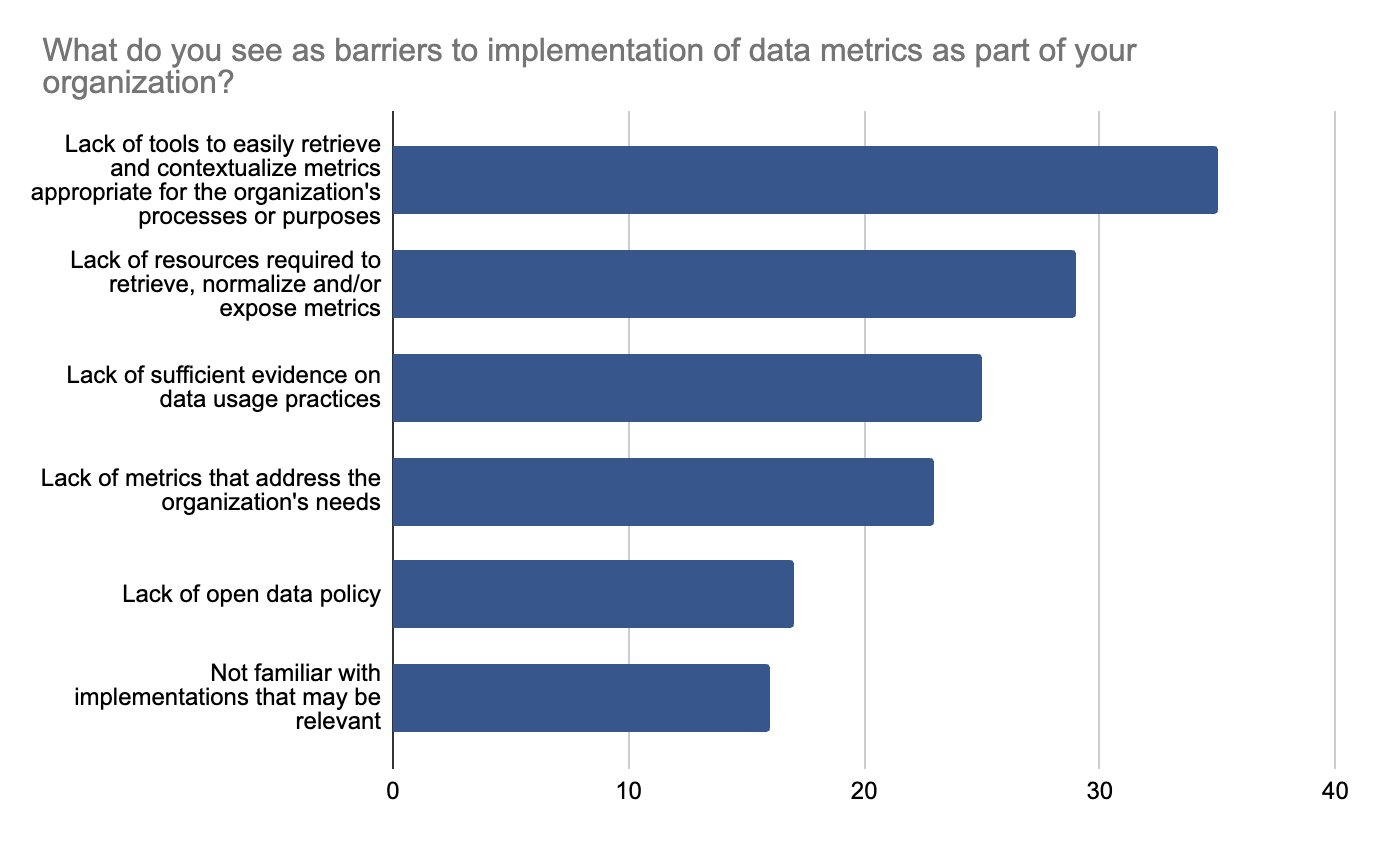 What do you see as barriers to implementation of data metrics as part of your
organization?
Lack of tools to easily retrieve
and contextualize metrics
appropriate for the organization's
processes or purposes
Lack of resources required to
retrieve, normalize and/or
expose metrics
Lack of sufficient evidence on
data usage practices
Lack of metrics that address the
organization's needs
Lack of open data policy
Not familiar with
implementations that may be
relevant
0 10 20 30 40